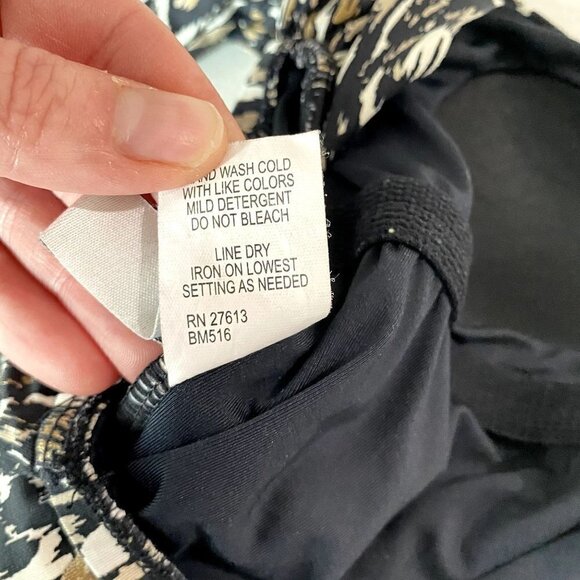 WASH COLD
WITH LIKE COLORS
MILD DETERGENT
DO NOT BLEACH
LINE DRY
IRON ON LOWEST
SETTING AS NEEDED
RN 27613
BM516